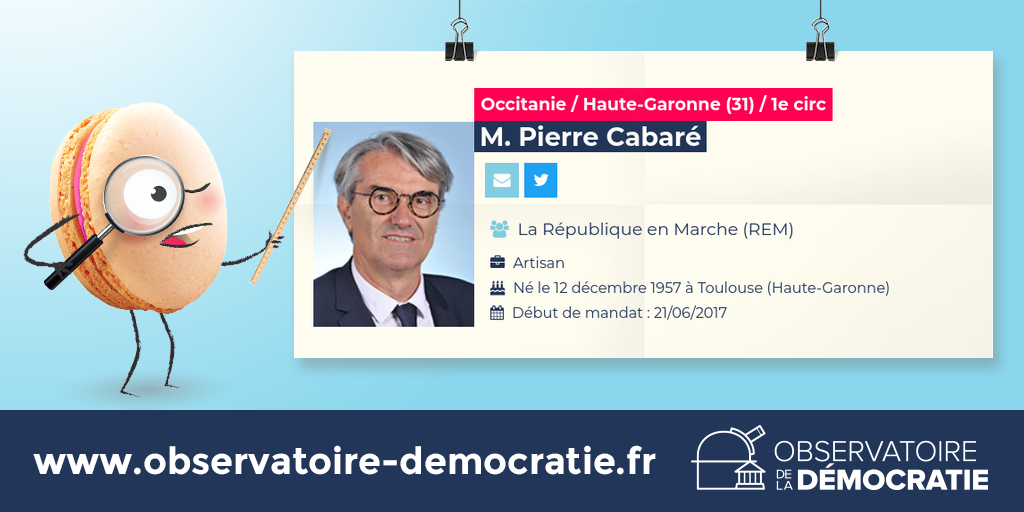 Occitanie / Haute-Garonne (31) / 1e circ
M. Pierre Cabaré
La République en Marche (REM)
Artisan
Né le 12 décembre 1957 à Toulouse (Haute-Garonne)
Début de mandat : 21/06/2017
www.observatoire-democratie.fr
OBSERVATOIRE
DE LA DÉMOCRATIE